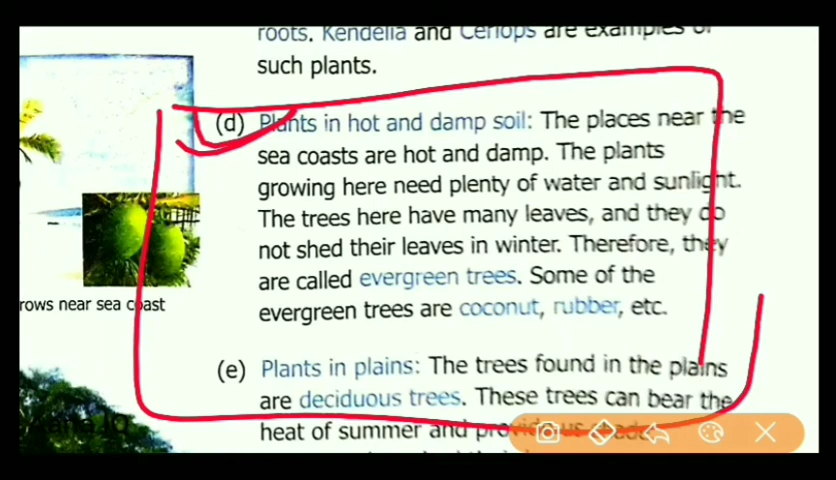 roots. Kendelia and Ceriops are examples of
such plants.
(d) Plants in hot and damp soil: The places near the
sea coasts are hot and damp. The plants
growing here need plenty of water and sunlight.
The trees here have many leaves, and they do
not shed their leaves in winter. Therefore, they
are called evergreen trees. Some of the
evergreen trees are coconut, rubber, etc.
rows near sea coast
(e) Plants in plains: The trees found in the plains
are deciduous trees. These trees can bear the
heat of summer and provide us shade